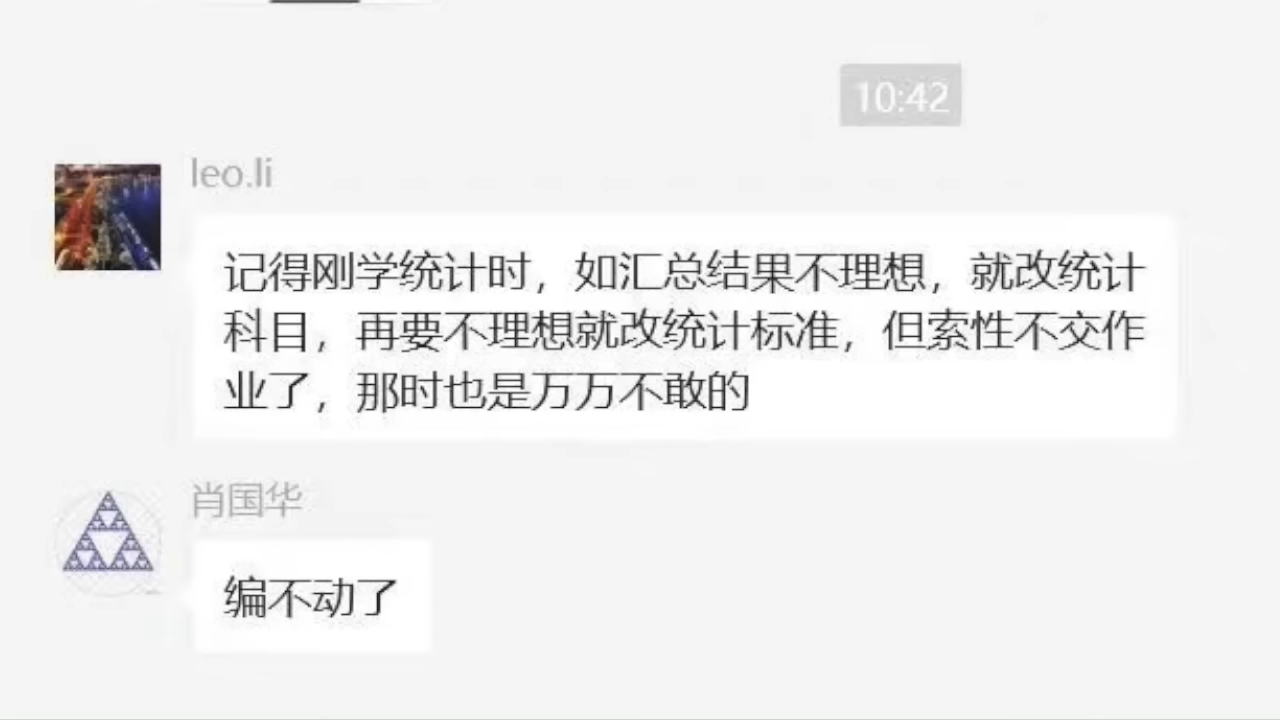 10:42
leo.li
记得刚学统计时，如汇总结果不理想，就改统计
科目，再要不理想就改统计标准，但索性不交作
业了，那时也是万万不敢的
肖国华
编不动了